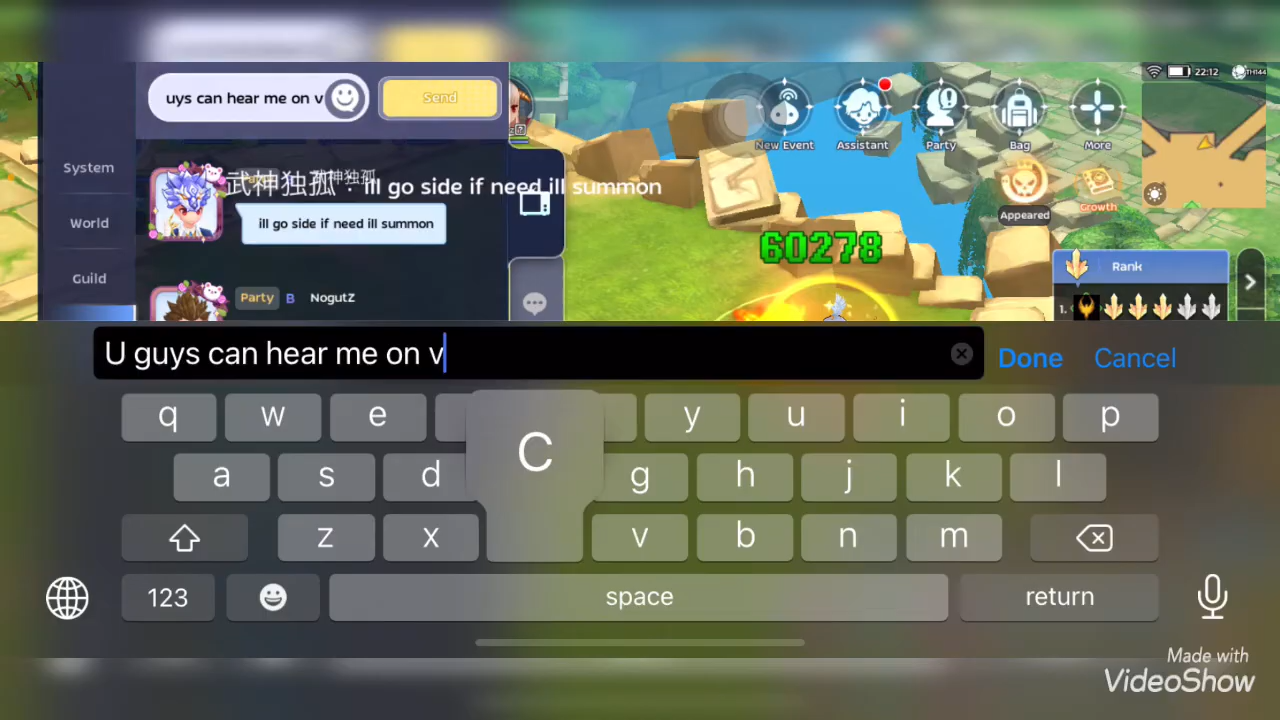 uys can hear me on v
Send
22:12
TH144
New Event
Assistant
Party
Bag
More
System
World
Guild
武神独孤 : ill go side if need ill summon
ill go side if need ill summon
60278
Appeared
Growth
Rank
1.
Party B NogutZ
U guys can hear me on v
Done
Cancel
q w e y u i o p
C
a s d g h j k l
z x v b n m
123
space
return
Made with
VideoShow